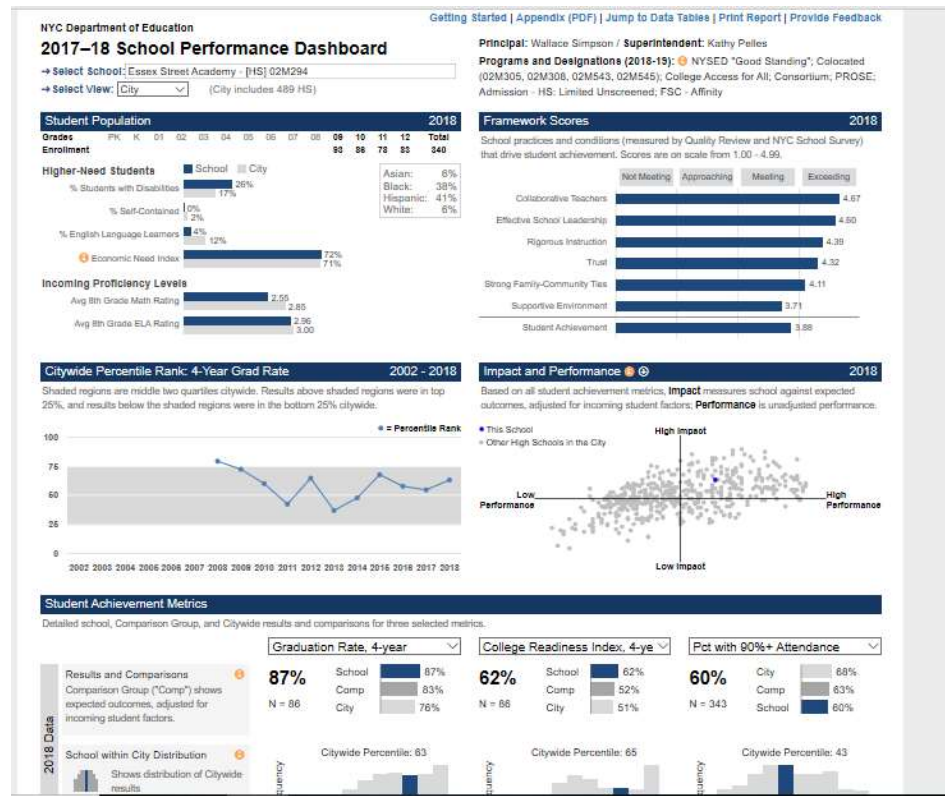 Getting Started | Appendix (PDF) | Jump to Data Tables | Print Report | Provide Feedback
NYC Department of Education
2017–18 School Performance Dashboard
→ Select School: Essex Street Academy - [HS] 02M294
→ Select View: City (City includes 489 HS)
Principal: Wallace Simpson / Superintendent: Kathy Pelles
Programs and Designations (2018-19): NYSED "Good Standing"; Colocated
(02M305, 02M308, 02M543, 02M545); College Access for All; Consortium; PROSE;
Admission - HS: Limited Unscreened; FSC - Affinity
Student Population 2018
Grades PK K 01 02 03 04 05 06 07 08 09 10 11 12 Total
Enrollment 93 86 78 83 340
Higher-Need Students School City
% Students with Disabilities 26% 17%
% Self-Contained 0% 2%
% English Language Learners 4% 12%
Economic Need Index 72% 71%
Asian: 6%
Black: 38%
Hispanic: 41%
White: 6%
Incoming Proficiency Levels
Avg 8th Grade Math Rating 2.55 2.85
Avg 8th Grade ELA Rating 2.96 3.00
Framework Scores 2018
School practices and conditions (measured by Quality Review and NYC School Survey)
that drive student achievement. Scores are on scale from 1.00 - 4.99.
Not Meeting Approaching Meeting Exceeding
Collaborative Teachers 4.67
Effective School Leadership 4.60
Rigorous Instruction 4.39
Trust 4.32
Strong Family-Community Ties 4.11
Supportive Environment 3.71
Student Achievement 3.88
Citywide Percentile Rank: 4-Year Grad Rate 2002 - 2018
Shaded regions are middle two quartiles citywide. Results above shaded regions were in top
25%, and results below the shaded regions were in the bottom 25% citywide.
= Percentile Rank
100
75
50
25
0
2002 2003 2004 2005 2006 2007 2008 2009 2010 2011 2012 2013 2014 2015 2016 2017 2018
Impact and Performance 2018
Based on all student achievement metrics, Impact measures school against expected
outcomes, adjusted for incoming student factors; Performance is unadjusted performance.
This School
Other High Schools in the City
High Impact
Low Performance
High Performance
Low Impact
Student Achievement Metrics
Detailed school, Comparison Group, and Citywide results and comparisons for three selected metrics.
Graduation Rate, 4-year
College Readiness Index, 4-ye
Pct with 90%+ Attendance
2018 Data
Results and Comparisons
Comparison Group ("Comp") shows
expected outcomes, adjusted for
incoming student factors.
87%
N = 86
School 87%
Comp 83%
City 76%
62%
N = 86
School 62%
Comp 52%
City 51%
60%
N = 343
City 68%
Comp 63%
School 60%
School within City Distribution
Shows distribution of Citywide
results
Citywide Percentile: 63
Citywide Percentile: 65
Citywide Percentile: 43